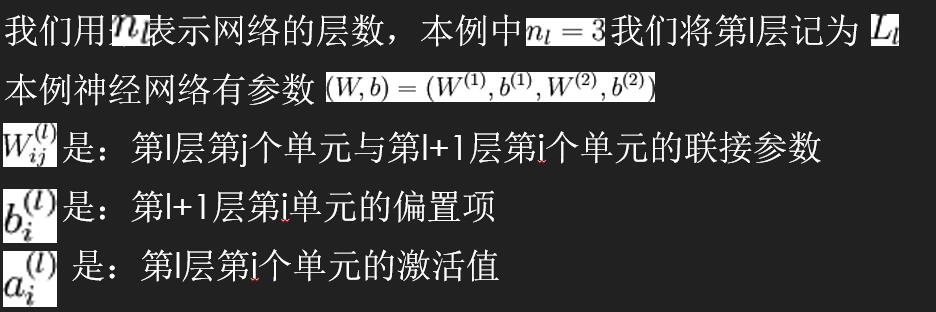 我们用 n_l 表示网络的层数，本例中 n_l = 3 我们将第l层记为 L_l
本例神经网络有参数 (W, b) = (W^{(1)}, b^{(1)}, W^{(2)}, b^{(2)})
W_{ij}^{(l)} 是：第l层第j个单元与第l+1层第i个单元的联接参数
b_i^{(l)} 是：第l+1层第i单元的偏置项
a_i^{(l)} 是：第l层第i个单元的激活值